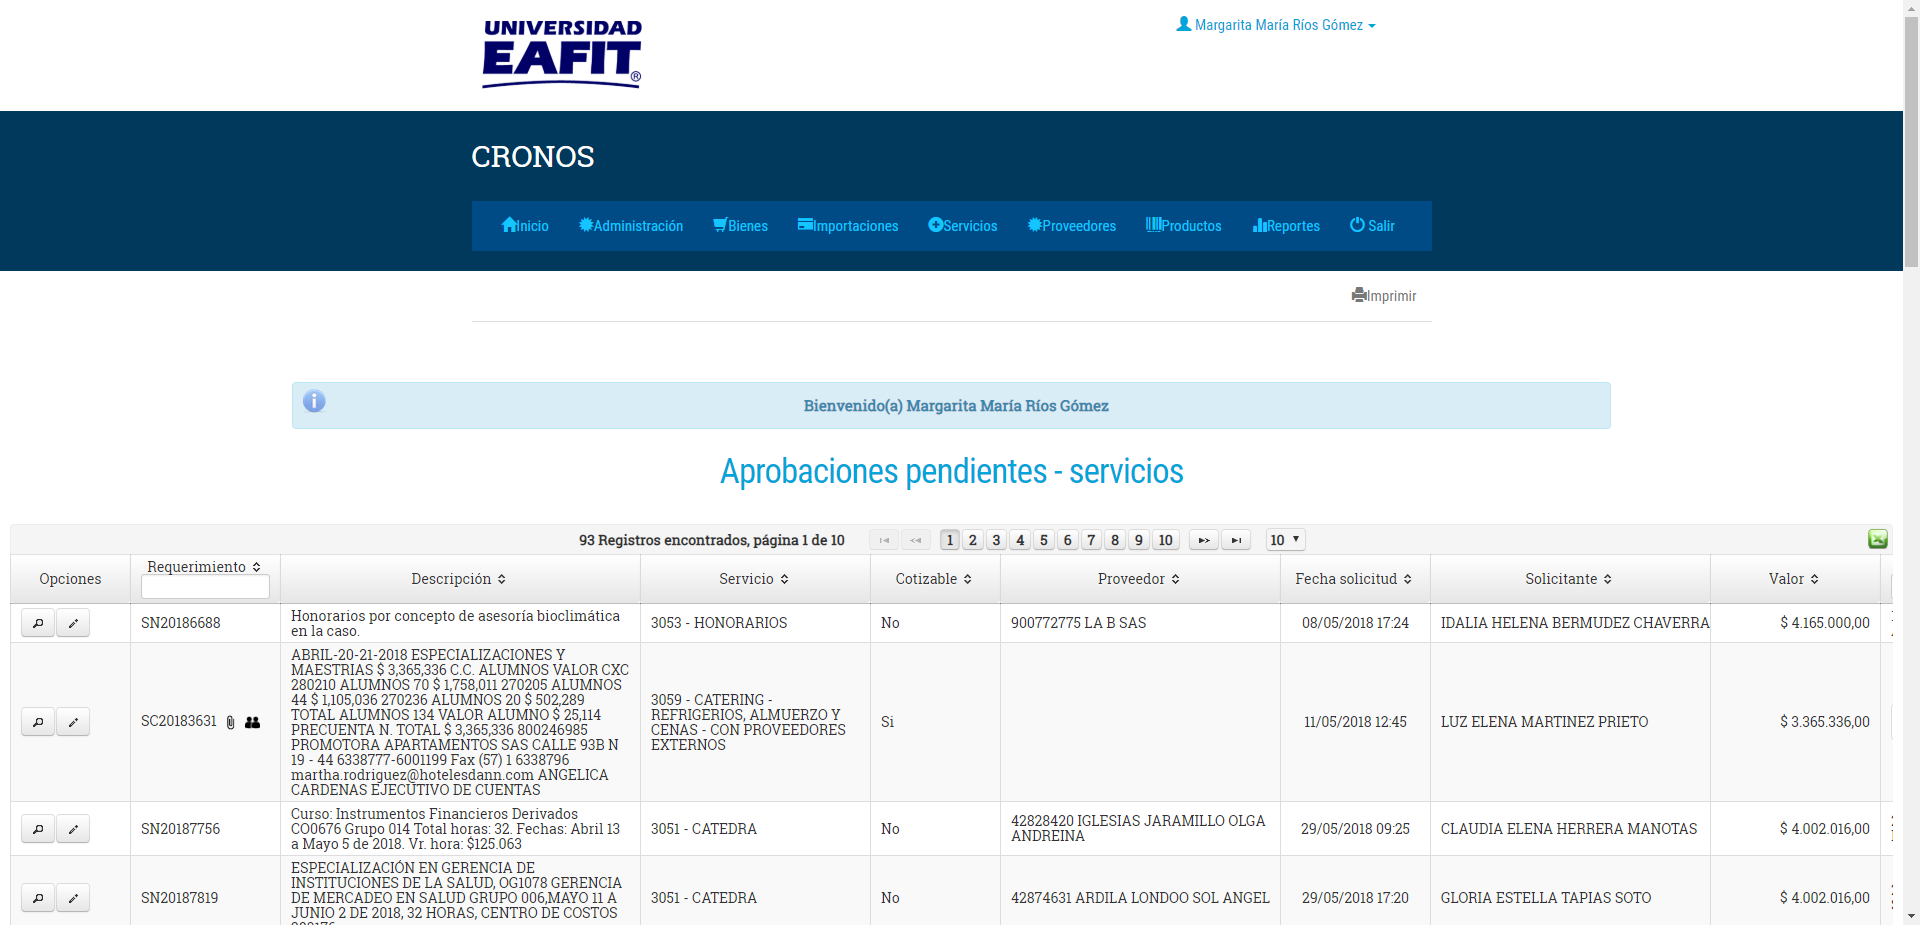 UNIVERSIDAD
EAFIT®
Margarita María Ríos Gómez
CRONOS
Inicio Administración Bienes Importaciones Servicios Proveedores Productos Reportes Salir
Imprimir
Bienvenido(a) Margarita María Ríos Gómez
Aprobaciones pendientes - servicios
93 Registros encontrados, página 1 de 10 1 2 3 4 5 6 7 8 9 10 10
Opciones Requerimiento Descripción Servicio Cotizable Proveedor Fecha solicitud Solicitante Valor
SN20186688
Honorarios por concepto de asesoría bioclimática
en la caso.
3053 - HONORARIOS
No
900772775 LA B SAS
08/05/2018 17:24
IDALIA HELENA BERMUDEZ CHAVERRA
$ 4.165.000,00
SC20183631
ABRIL-20-21-2018 ESPECIALIZACIONES Y
MAESTRIAS $ 3,365,336 C.C. ALUMNOS VALOR CXC
280210 ALUMNOS 70 $ 1,758,011 270205 ALUMNOS
44 $ 1,105,036 270236 ALUMNOS 20 $ 502,289
TOTAL ALUMNOS 134 VALOR ALUMNO $ 25,114
PRECUENTA N. TOTAL $ 3,365,336 800246985
PROMOTORA APARTAMENTOS SAS CALLE 93B N
19 - 44 6338777-6001199 Fax (57) 1 6338796
martha.rodriguez@hotelesdann.com ANGELICA
CARDENAS EJECUTIVO DE CUENTAS
3059 - CATERING -
REFRIGERIOS, ALMUERZO Y
CENAS - CON PROVEEDORES
EXTERNOS
Si
11/05/2018 12:45
LUZ ELENA MARTINEZ PRIETO
$ 3.365.336,00
SN20187756
Curso: Instrumentos Financieros Derivados
CO0676 Grupo 014 Total horas: 32. Fechas: Abril 13
a Mayo 5 de 2018. Vr. hora: $125.063
3051 - CATEDRA
No
42828420 IGLESIAS JARAMILLO OLGA
ANDREINA
29/05/2018 09:25
CLAUDIA ELENA HERRERA MANOTAS
$ 4.002.016,00
SN20187819
ESPECIALIZACIÓN EN GERENCIA DE
INSTITUCIONES DE LA SALUD, OG1078 GERENCIA
DE MERCADEO EN SALUD GRUPO 006,MAYO 11 A
JUNIO 2 DE 2018, 32 HORAS, CENTRO DE COSTOS
3051 - CATEDRA
No
42874631 ARDILA LONDOO SOL ANGEL
29/05/2018 17:20
GLORIA ESTELLA TAPIAS SOTO
$ 4.002.016,00